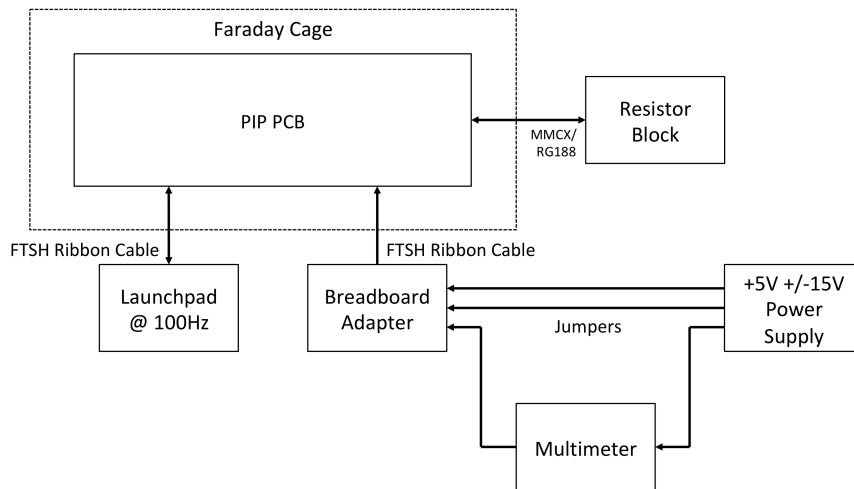 Faraday Cage
PIP PCB
Resistor
Block
MMCX/
RG188
FTSH Ribbon Cable
FTSH Ribbon Cable
Launchpad
@ 100Hz
Breadboard
Adapter
Jumpers
+5V +/-15V
Power
Supply
Multimeter